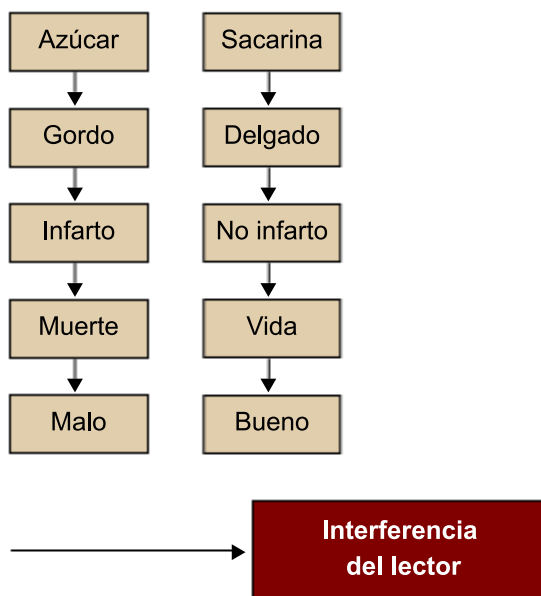 Azúcar
Sacarina
Gordo
Delgado
Infarto
No infarto
Muerte
Vida
Malo
Bueno
Interferencia
del lector